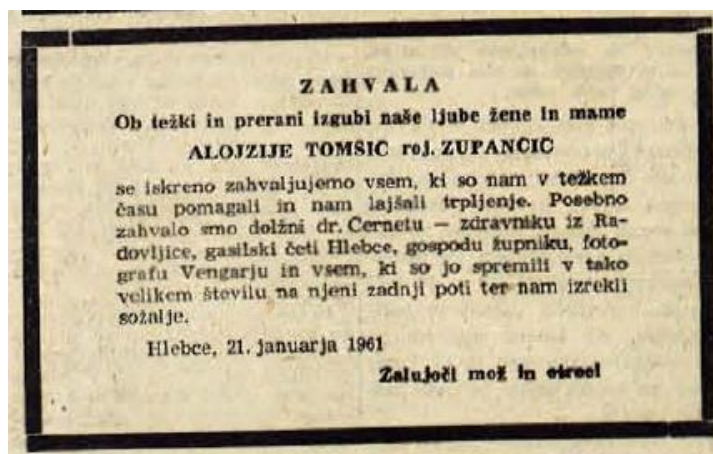 ZAHVALA
Ob težki in prerani izgubi naše ljube žene in mame
ALOJZIJE TOMŠIČ roj. ZUPANČIČ
se iskreno zahvaljujemo vsem, ki so nam v težkem
času pomagali in nam lajšali trpljenje. Posebno
zahvalo smo dolžni dr. Černetu — zdravniku iz Ra-
dovljice, gasilski četi Hlebce, gospodu župniku, foto-
grafu Vengarju in vsem, ki so jo spremili v tako
velikem številu na njeni zadnji poti ter nam izrekli
sožalje.
Hlebce, 21. januarja 1961
Žalujoči mož in otroci